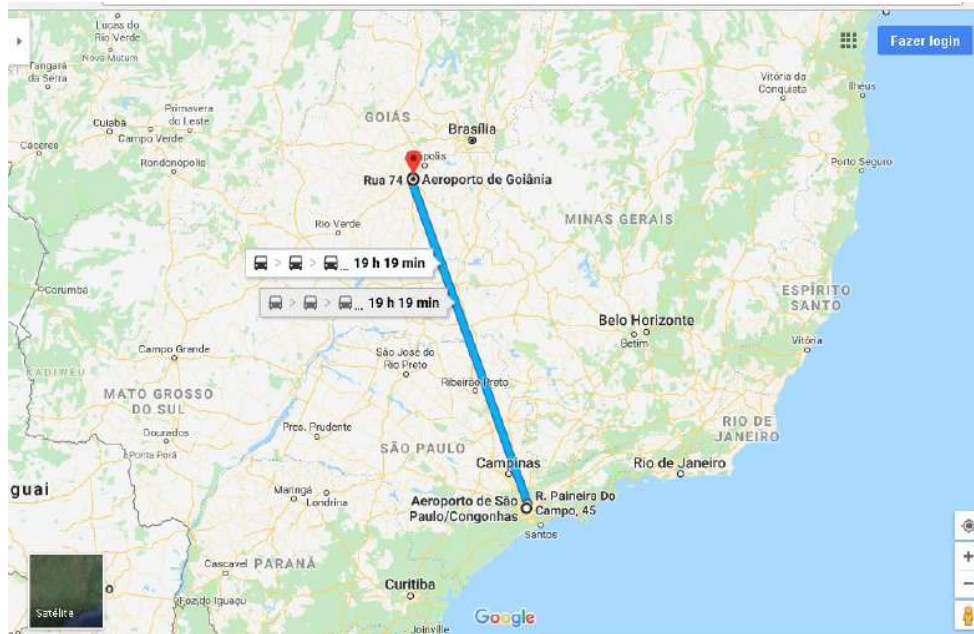 Lucas do
Rio Verde
Nova Mutum
Tangará
da Serra
Fazer login
Vitória da
Conquista
Ilheus
Primavera
do Leste
Cuiabá
Campo Verde
Cáceres
Rondonópolis
GOIÁS
Brasília
Porto Seguro
Rua 74
Aeroporto de Goiânia
Rio Verde
MINAS GERAIS
19 h 19 min
19 h 19 min
Corumbá
ESPÍRITO
SANTO
Belo Horizonte
Betim
Vitória
Campo Grande
São José do
Rio Preto
Ribeirão Preto
MATO GROSSO
DO SUL
Dourados
Ponta Porã
Pres. Prudente
RIO DE
JANEIRO
SÃO PAULO
Campinas
Rio de Janeiro
guai
Maringá
Londrina
Aeroporto de São
Paulo/Congonhas
R. Paineira Do
Campo, 45
Santos
Cascavel
PARANÁ
Curitiba
Foz do Iguaçu
Satélite
Google
Joinville